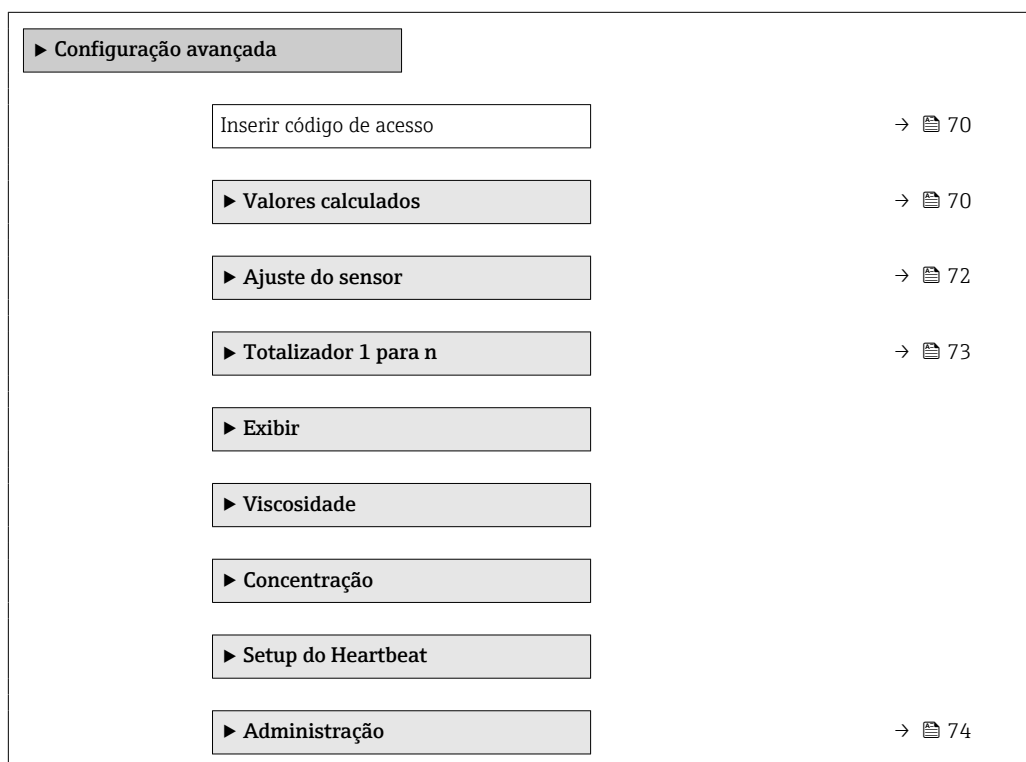 ▶ Configuração avançada
Inserir código de acesso → 70
▶ Valores calculados → 70
▶ Ajuste do sensor → 72
▶ Totalizador 1 para n → 73
▶ Exibir
▶ Viscosidade
▶ Concentração
▶ Setup do Heartbeat
▶ Administração → 74